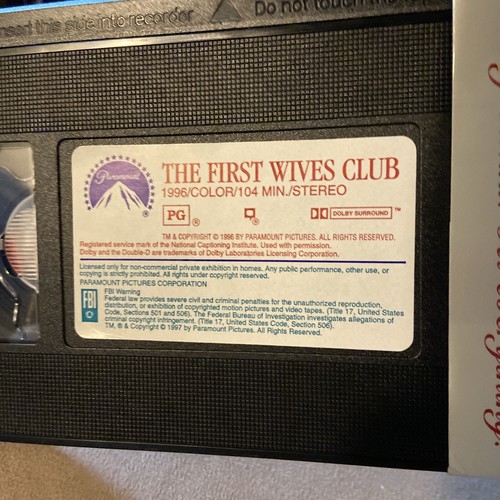 nsert this side into recorder Do not touch the
Paramount
THE FIRST WIVES CLUB
1996/COLOR/104 MIN./STEREO
PG ® ® DOLBY SURROUND ™
TM & COPYRIGHT © 1996 BY PARAMOUNT PICTURES. ALL RIGHTS RESERVED.
Registered service mark of the National Captioning Institute. Used with permission.
Dolby and the Double-D are trademarks of Dolby Laboratories Licensing Corporation.
Licensed only for non-commercial private exhibition in homes. Any public performance, other use, or
copying is strictly prohibited. All rights under copyright reserved.
PARAMOUNT PICTURES CORPORATION
FBI
FBI Warning
Federal law provides severe civil and criminal penalties for the unauthorized reproduction,
distribution, or exhibition of copyrighted motion pictures and video tapes. (Title 17, United States
Code, Sections 501 and 506). The Federal Bureau of Investigation investigates allegations of
criminal copyright infringement. (Title 17, United States Code, Section 506).
TM, ® & Copyright © 1997 by Paramount Pictures. All Rights Reserved.